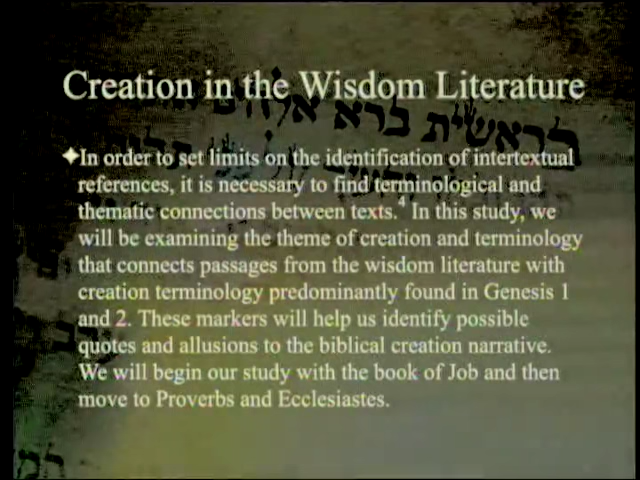 Creation in the Wisdom Literature
בראשית ברא אלהים
✦In order to set limits on the identification of intertextual
references, it is necessary to find terminological and
thematic connections between texts.⁴ In this study, we
will be examining the theme of creation and terminology
that connects passages from the wisdom literature with
creation terminology predominantly found in Genesis 1
and 2. These markers will help us identify possible
quotes and allusions to the biblical creation narrative.
We will begin our study with the book of Job and then
move to Proverbs and Ecclesiastes.